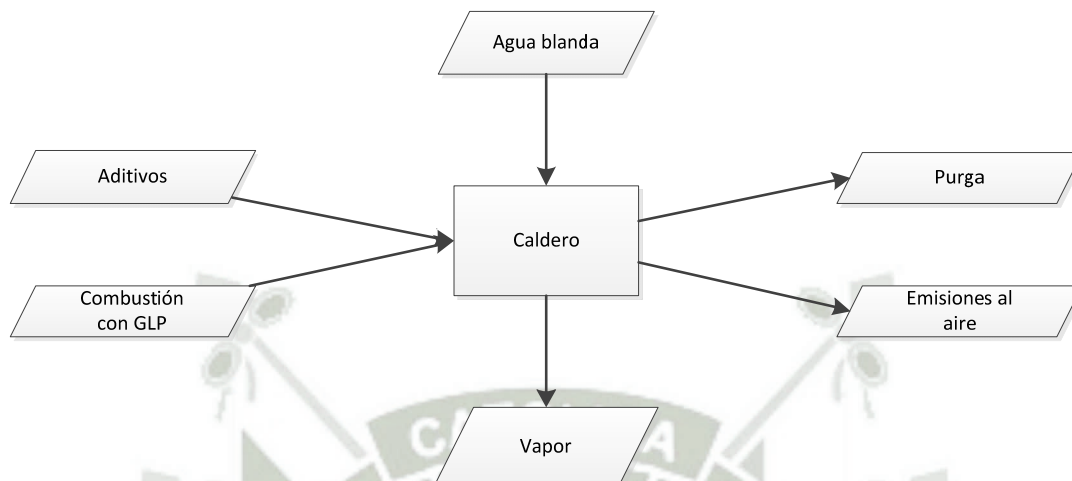 Agua blanda
Aditivos
Purga
Caldero
Combustión
con GLP
Emisiones al
aire
Vapor